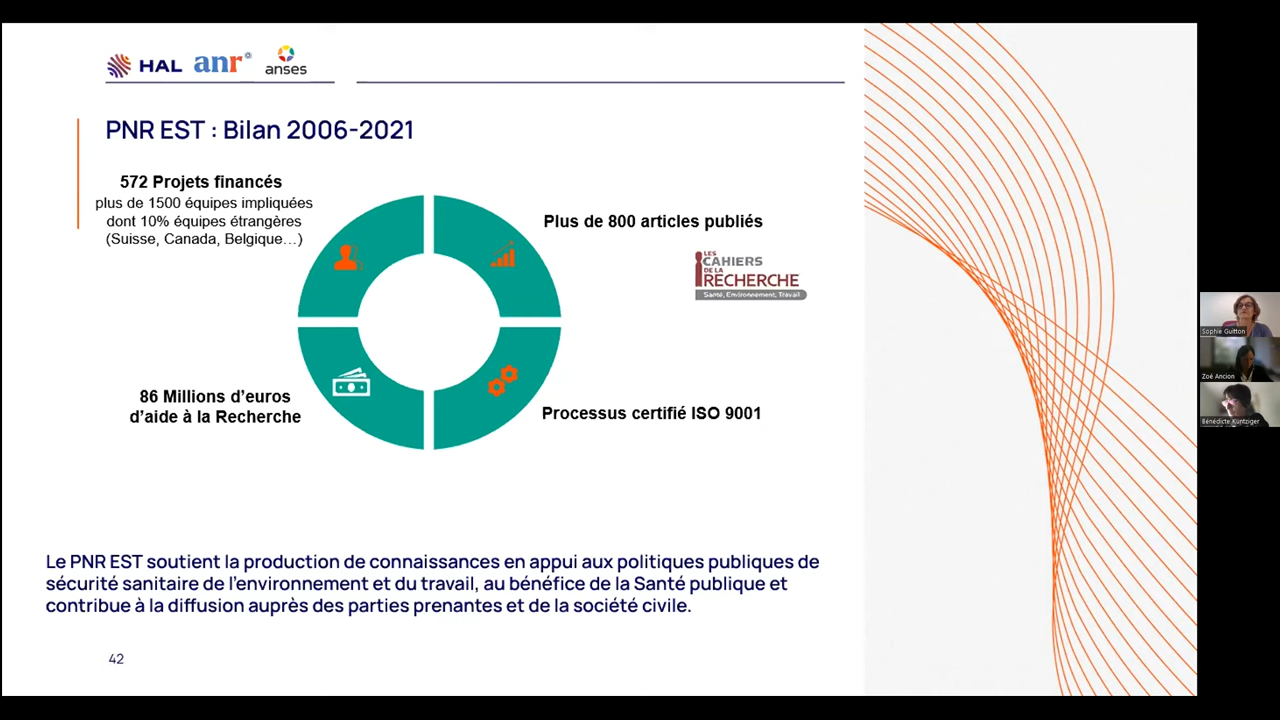 HAL anr anses
PNR EST : Bilan 2006-2021
572 Projets financés
plus de 1500 équipes impliquées
dont 10% équipes étrangères
(Suisse, Canada, Belgique…)
Plus de 800 articles publiés
LES
CAHIERS
DE LA
RECHERCHE
Santé, Environnement, Travail
86 Millions d’euros
d’aide à la Recherche
Processus certifié ISO 9001
Le PNR EST soutient la production de connaissances en appui aux politiques publiques de
sécurité sanitaire de l’environnement et du travail, au bénéfice de la Santé publique et
contribue à la diffusion auprès des parties prenantes et de la société civile.
42
Sophie Guitton
Zoé Ancion
Bénédicte Kuntziger